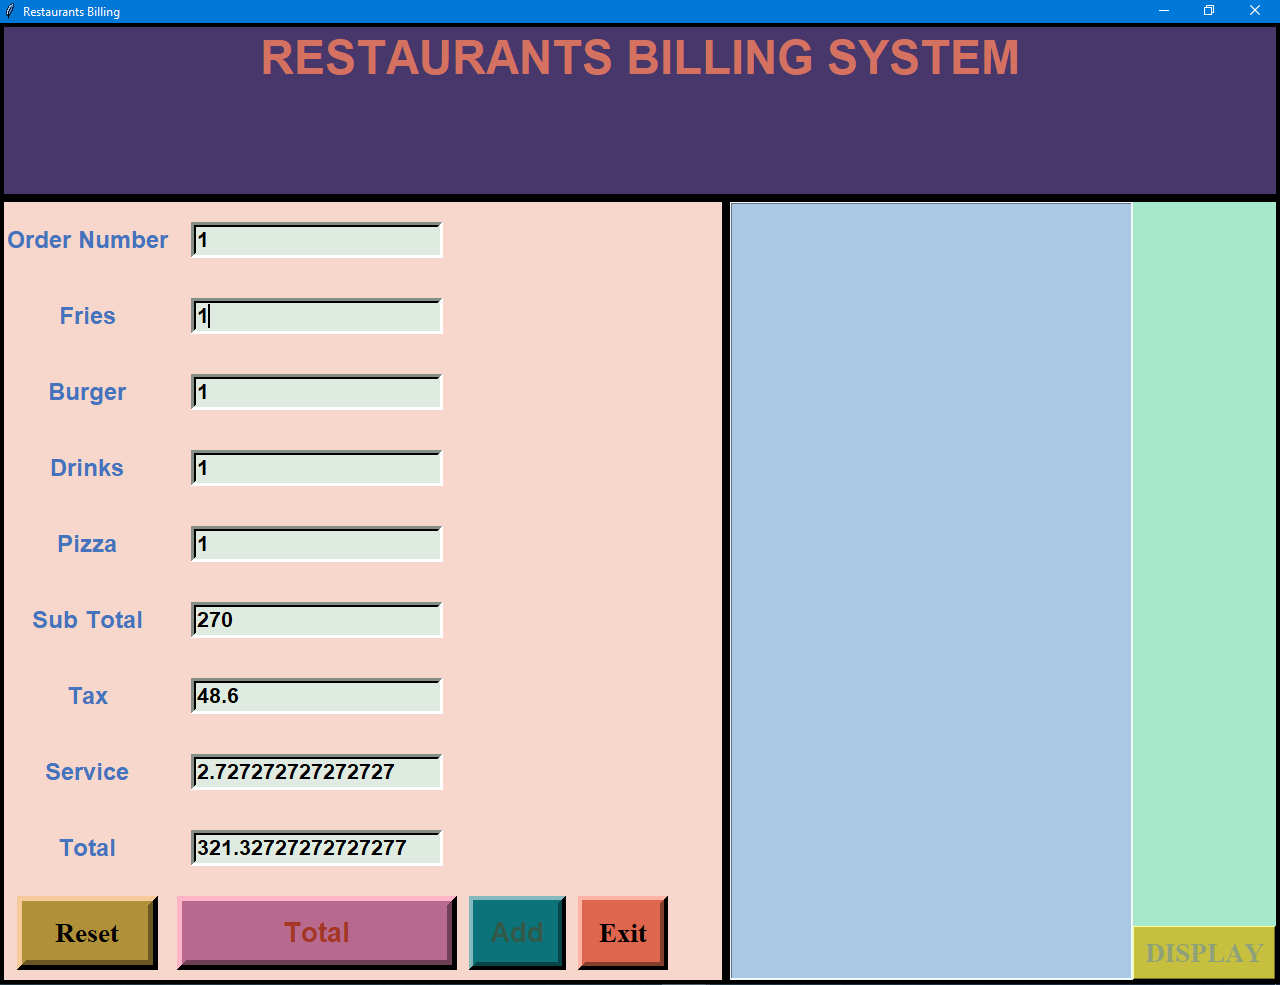 Restaurants Billing
RESTAURANTS BILLING SYSTEM
Order Number 1
Fries 1
Burger 1
Drinks 1
Pizza 1
Sub Total 270
Tax 48.6
Service 2.727272727272727
Total 321.32727272727277
Reset Total Add Exit
DISPLAY